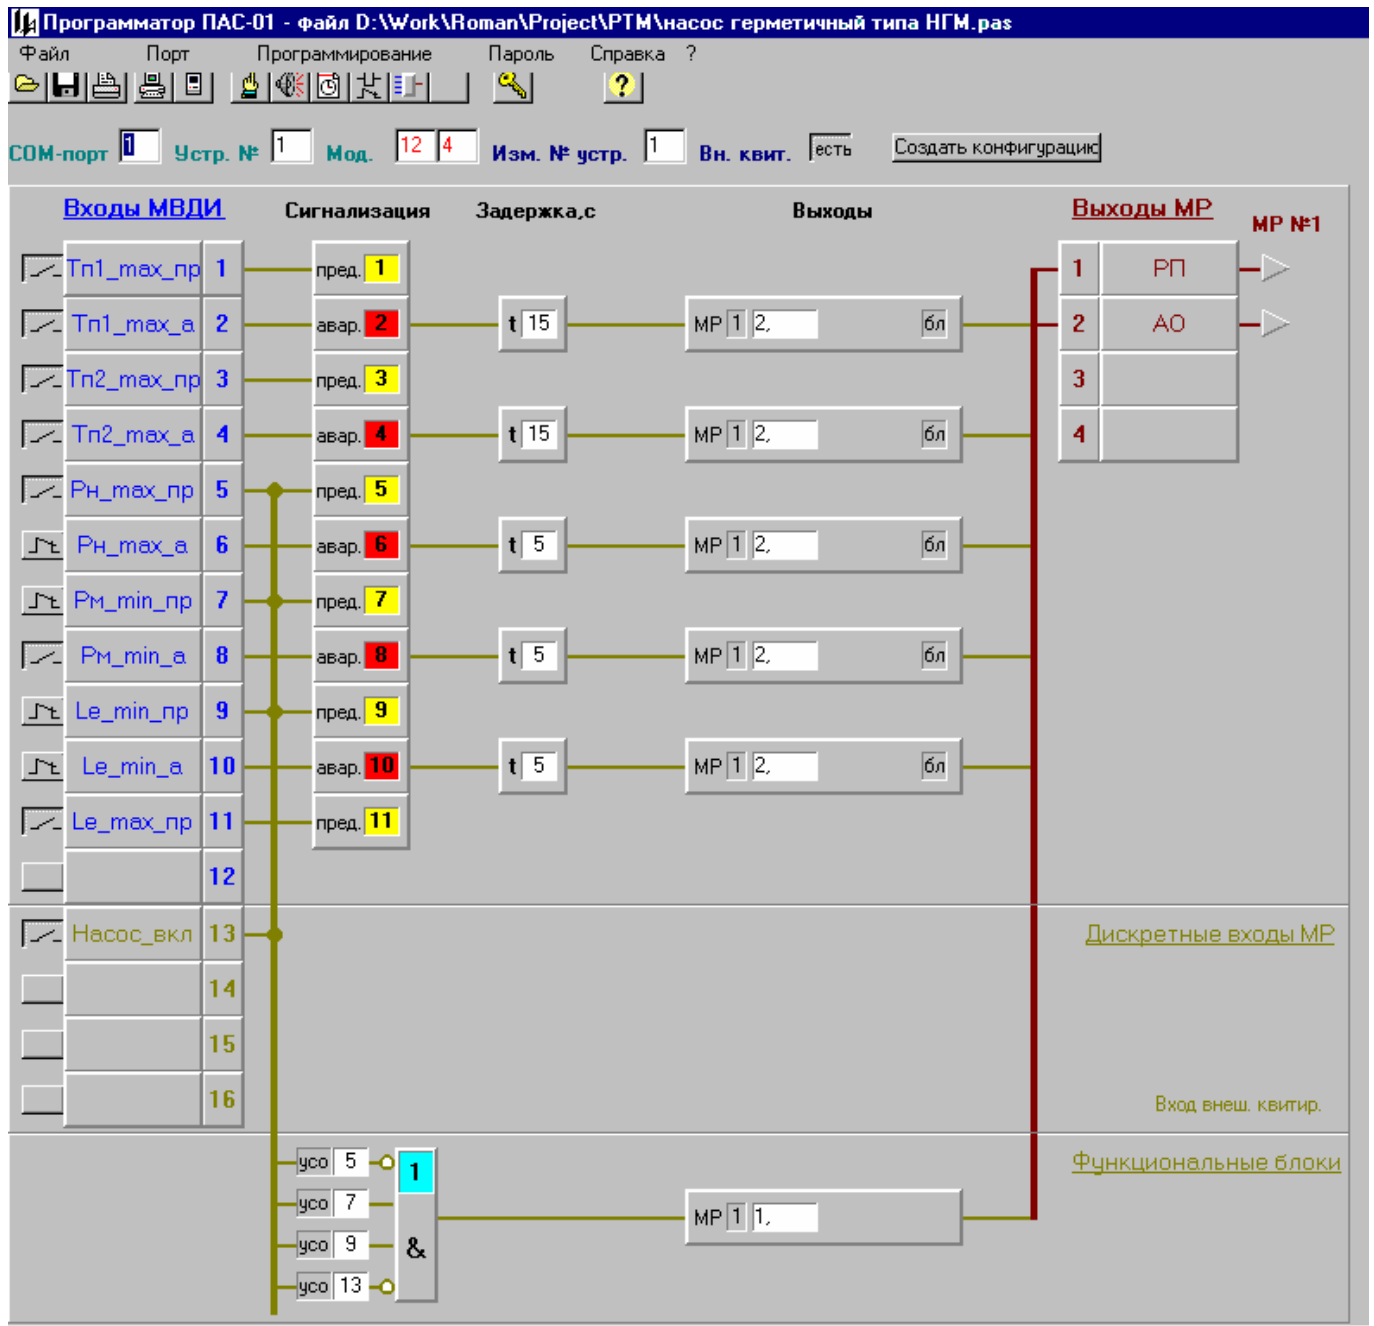 Программатор ПАС-01 - файл D:\Work\Roman\Project\РТМ\насос герметичный типа НГМ.pas
Файл Порт Программирование Пароль Справка ?
COM-порт 1 Устр. № 1 Мод. 12 4 Изм. № устр. 1 Вн. квит. есть Создать конфигурацию
Входы МВДИ Сигнализация Задержка,с Выходы Выходы МР МР №1
Тп1_max_пр 1 пред. 1 1 РП
Тп1_max_а 2 авар. 2 t 15 МР 1 2, бл 2 АО
Тп2_max_пр 3 пред. 3 3
Тп2_max_а 4 авар. 4 t 15 МР 1 2, бл 4
Рн_max_пр 5 пред. 5
Рн_max_а 6 авар. 6 t 5 МР 1 2, бл
Рм_min_пр 7 пред. 7
Рм_min_а 8 авар. 8 t 5 МР 1 2, бл
Le_min_пр 9 пред. 9
Le_min_а 10 авар. 10 t 5 МР 1 2, бл
Le_max_пр 11 пред. 11
12
Насос_вкл 13 Дискретные входы МР
14
15
16 Вход внеш. квитир.
усо 5 1 Функциональные блоки
усо 7 МР 1 1,
усо 9 &
усо 13